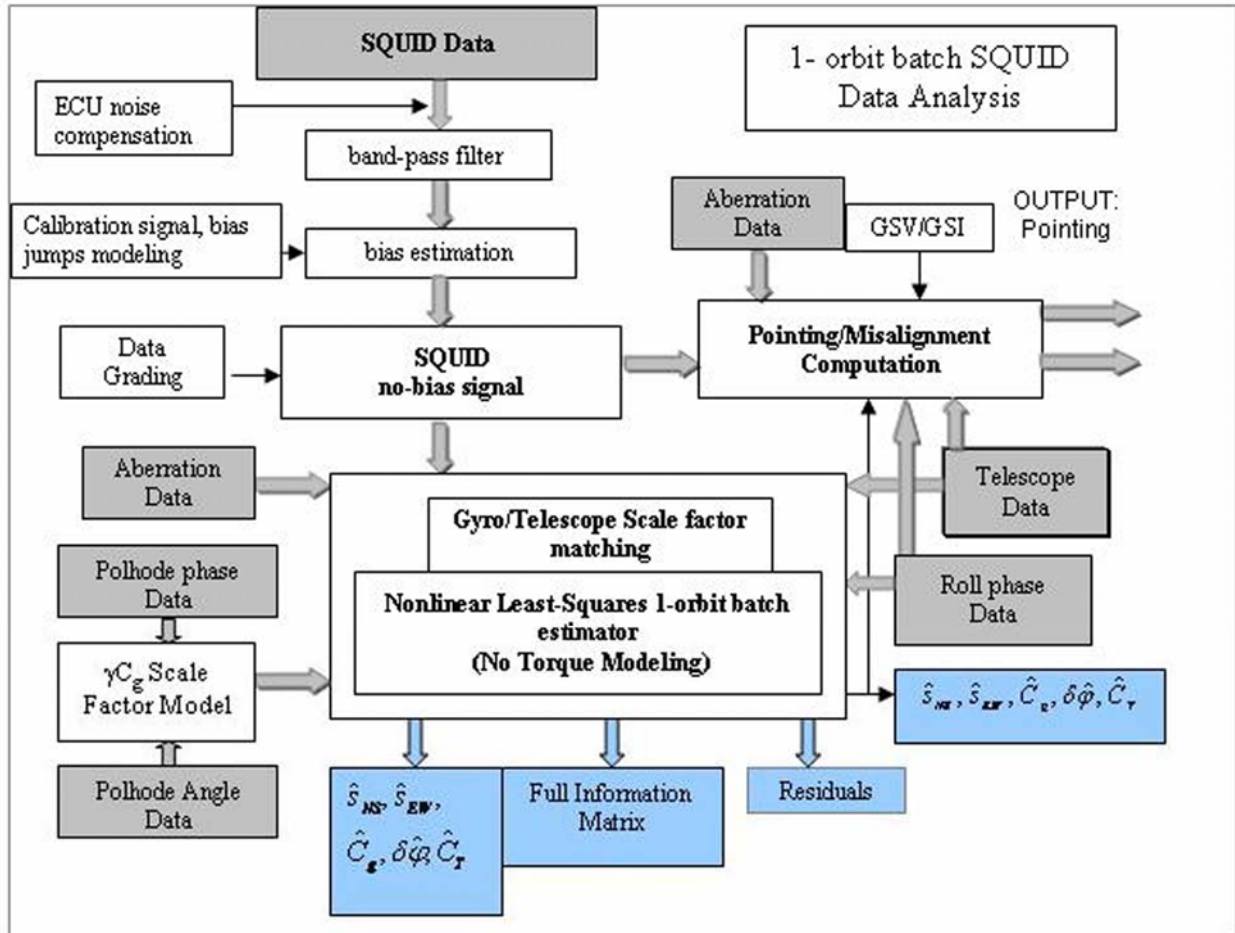 SQUID Data
1- orbit batch SQUID
Data Analysis
ECU noise
compensation
band-pass filter
Calibration signal, bias
jumps modeling
bias estimation
Aberration
Data
GSV/GSI
OUTPUT:
Pointing
Data
Grading
SQUID
no-bias signal
Pointing/Misalignment
Computation
Aberration
Data
Telescope
Data
Gyro/Telescope Scale factor
matching
Polhode phase
Data
Roll phase
Data
Nonlinear Least-Squares 1-orbit batch
estimator
(No Torque Modeling)
γC_g Scale
Factor Model
ŝ_NS, ŝ_EW, Ĉ_g, δφ̂, Ĉ_T
Polhode Angle
Data
ŝ_NS, ŝ_EW,
Ĉ_g, δφ̂, Ĉ_T
Full Information
Matrix
Residuals